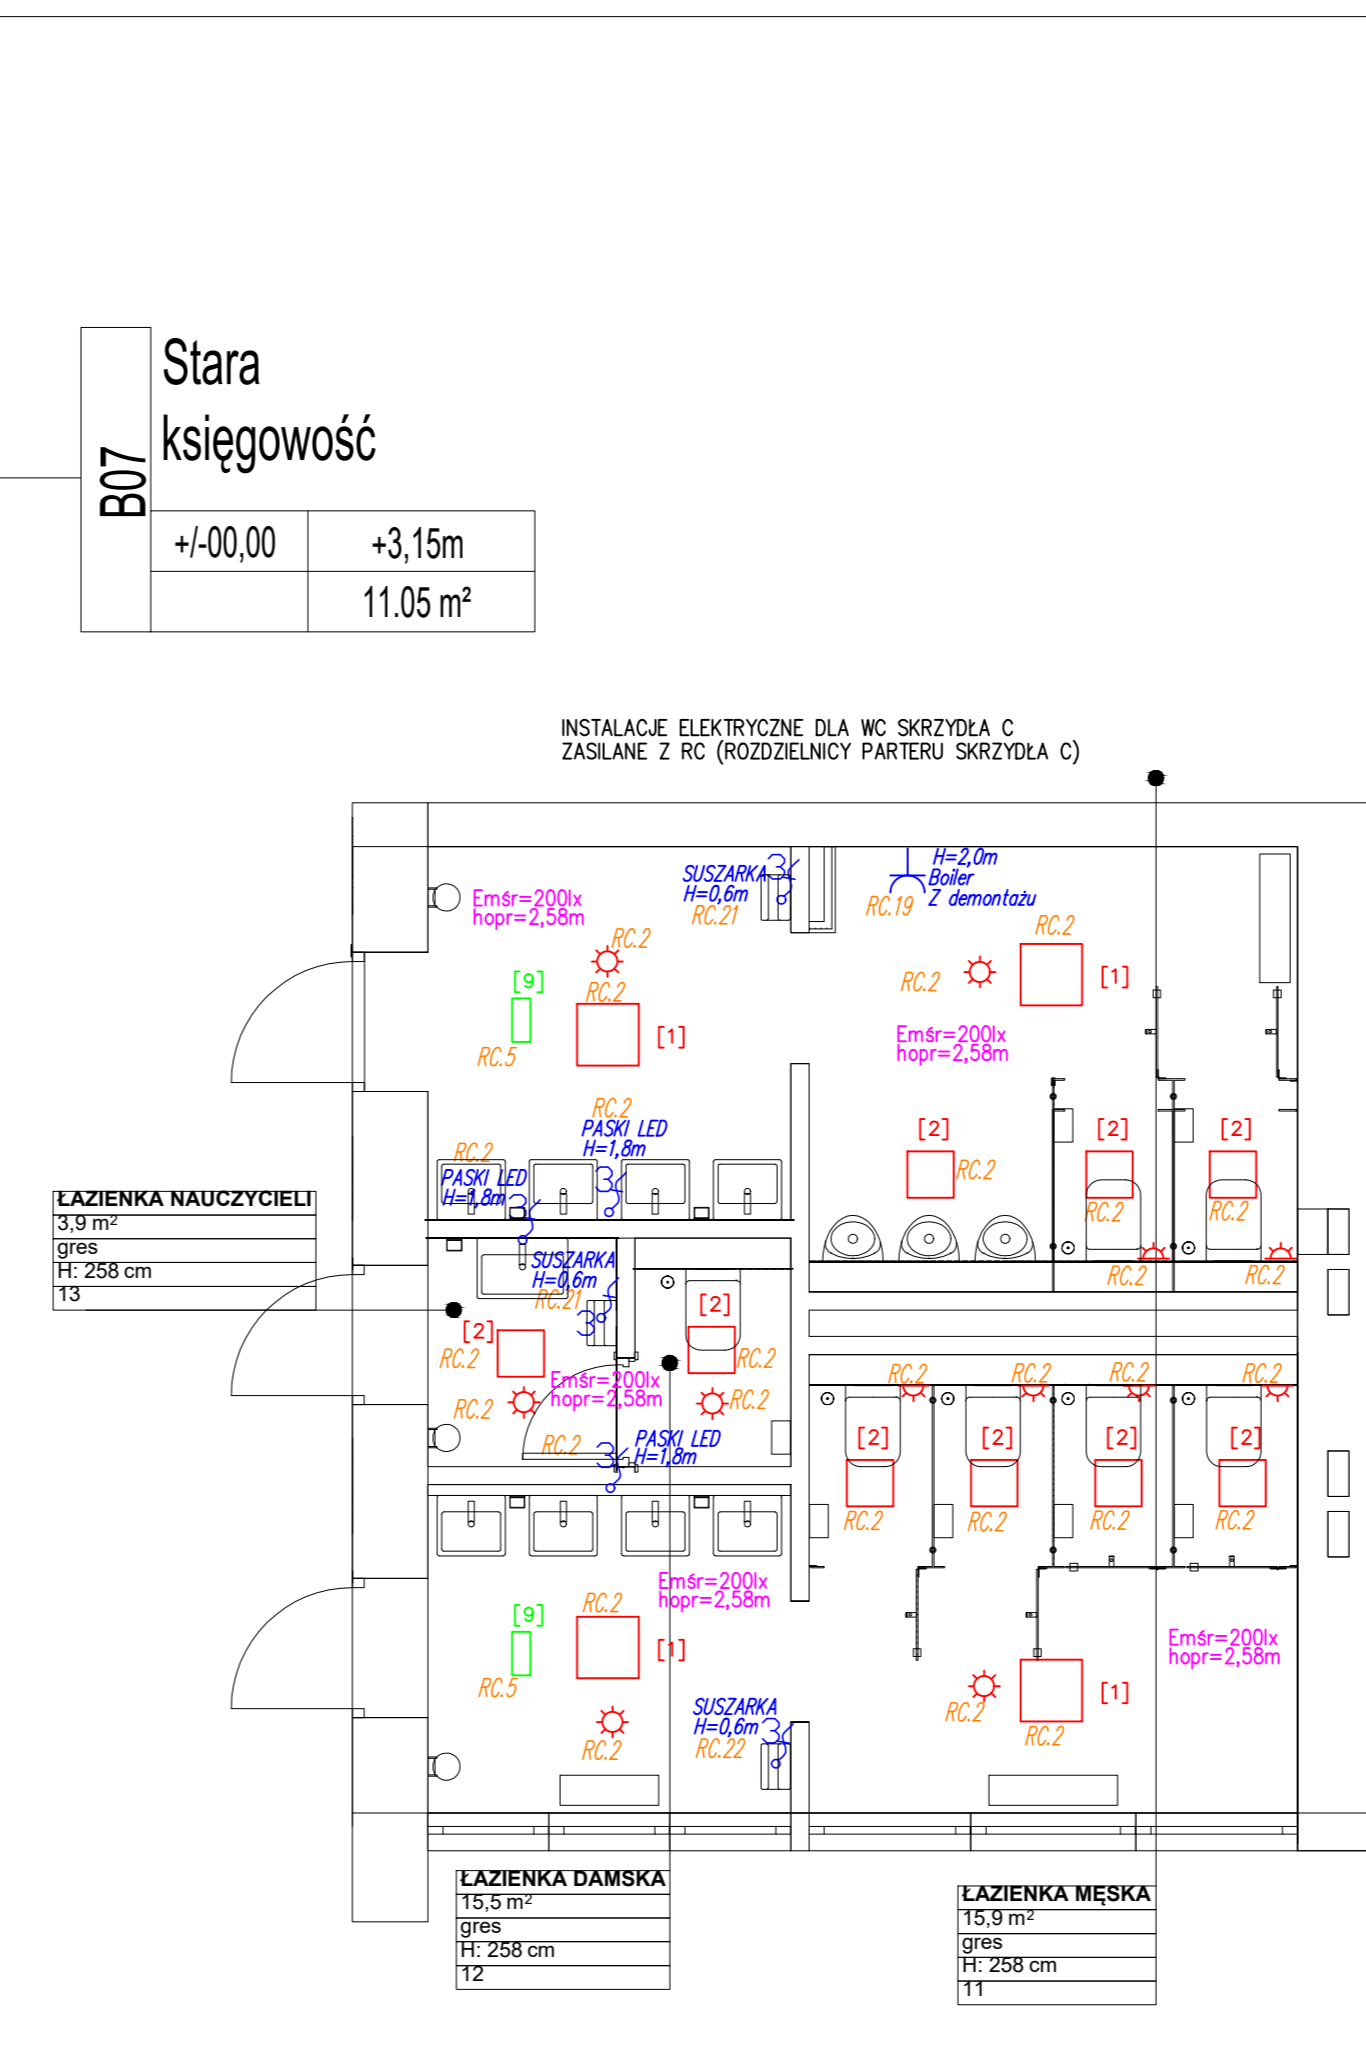 Stara
księgowość
B07
+/-00,00
+3,15m
11.05 m²
INSTALACJE ELEKTRYCZNE DLA WC SKRZYDŁA C
ZASILANE Z RC (ROZDZIELNICY PARTERU SKRZYDŁA C)
SUSZARKA
H=0,6m
RC.21
H=2,0m
Boiler
Z demontażu
RC.19
Emśr=200lx
hopr=2,58m
RC.2
RC.2
[9]
RC.2
[1]
RC.5
RC.2
RC.2
[1]
Emśr=200lx
hopr=2,58m
RC.2
PASKI LED
H=1,8m
RC.2
PASKI LED
H=1,8m
[2]
RC.2
[2]
RC.2
[2]
RC.2
RC.2
RC.2
ŁAZIENKA NAUCZYCIELI
3,9 m²
gres
H: 258 cm
13
SUSZARKA
H=0,6m
RC.21
[2]
RC.2
[2]
RC.2
Emśr=200lx
hopr=2,58m
RC.2
RC.2
RC.2
PASKI LED
H=1,8m
RC.2
RC.2
RC.2
RC.2
[2]
[2]
[2]
[2]
RC.2
RC.2
RC.2
RC.2
Emśr=200lx
hopr=2,58m
[9]
RC.2
[1]
RC.5
RC.2
SUSZARKA
H=0,6m
RC.22
Emśr=200lx
hopr=2,58m
RC.2
[1]
RC.2
ŁAZIENKA DAMSKA
15,5 m²
gres
H: 258 cm
12
ŁAZIENKA MĘSKA
15,9 m²
gres
H: 258 cm
11